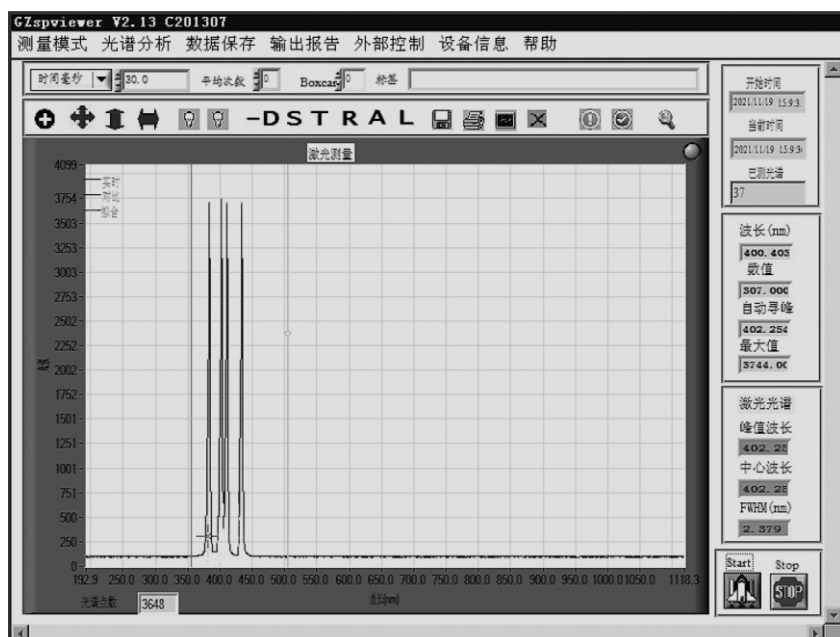 GZspviewer V2.13 C201307
测量模式 光谱分析 数据保存 输出报告 外部控制 设备信息 帮助
时间毫秒 30.0 平均次数 0 Boxcar 0 标签
-DSTRAL
激光测量
实时
对比
拟合
4099
3754
3503
3253
3003
2753
2502
2252
2002
1752
1501
1251
1001
751
500
250
0
192.9 250.0 300.0 350.0 400.0 450.0 500.0 550.0 600.0 650.0 700.0 750.0 800.0 850.0 900.0 950.0 1000.0 1050.0 1118.3
波长(nm)
光谱点数 3648
开始时间
2021/11/19 15:9:3
当前时间
2021/11/19 15:9:3
已测光谱
37
波长(nm)
400.403
数值
307.000
自动寻峰
402.254
最大值
3744.00
激光光谱
峰值波长
402.25
中心波长
402.25
FWHM(nm)
2.379
Start Stop
STOP